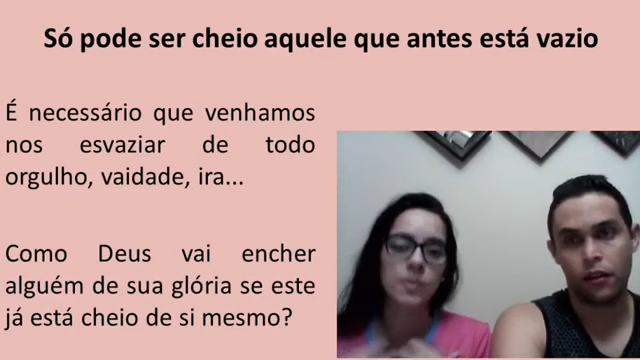 Só pode ser cheio aquele que antes está vazio
É necessário que venhamos
nos esvaziar de todo
orgulho, vaidade, ira...
Como Deus vai encher
alguém de sua glória se este
já está cheio de si mesmo?